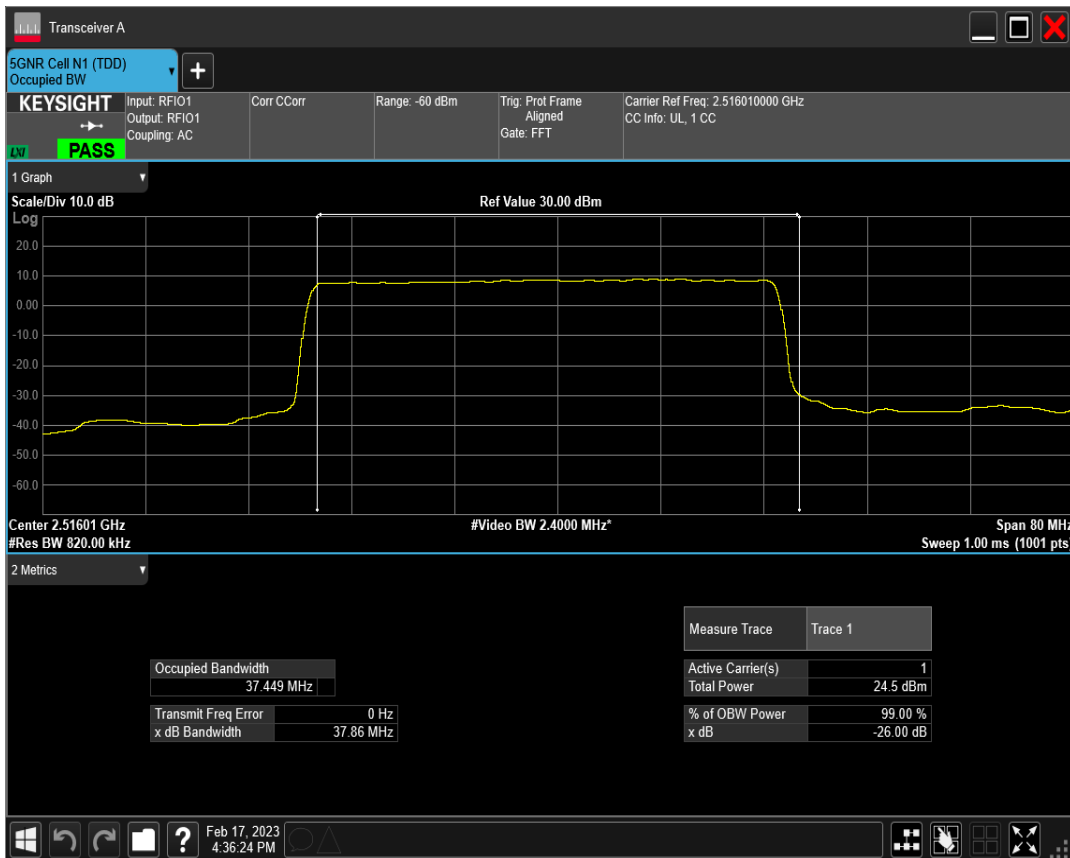 Transceiver A
5GNR Cell N1 (TDD)
Occupied BW
+
KEYSIGHT
LXI
PASS
Input: RFIO1
Output: RFIO1
Coupling: AC
Corr CCorr
Range: -60 dBm
Trig: Prot Frame
Aligned
Gate: FFT
Carrier Ref Freq: 2.516010000 GHz
CC Info: UL, 1 CC
1 Graph
Scale/Div 10.0 dB
Ref Value 30.00 dBm
Log
20.0
10.0
0.00
-10.0
-20.0
-30.0
-40.0
-50.0
-60.0
Center 2.51601 GHz
#Video BW 2.4000 MHz*
Span 80 MHz
#Res BW 820.00 kHz
Sweep 1.00 ms (1001 pts)
2 Metrics
Measure Trace Trace 1
Occupied Bandwidth
37.449 MHz
Active Carrier(s) 1
Total Power 24.5 dBm
Transmit Freq Error 0 Hz
x dB Bandwidth 37.86 MHz
% of OBW Power 99.00 %
x dB -26.00 dB
?
Feb 17, 2023
4:36:24 PM